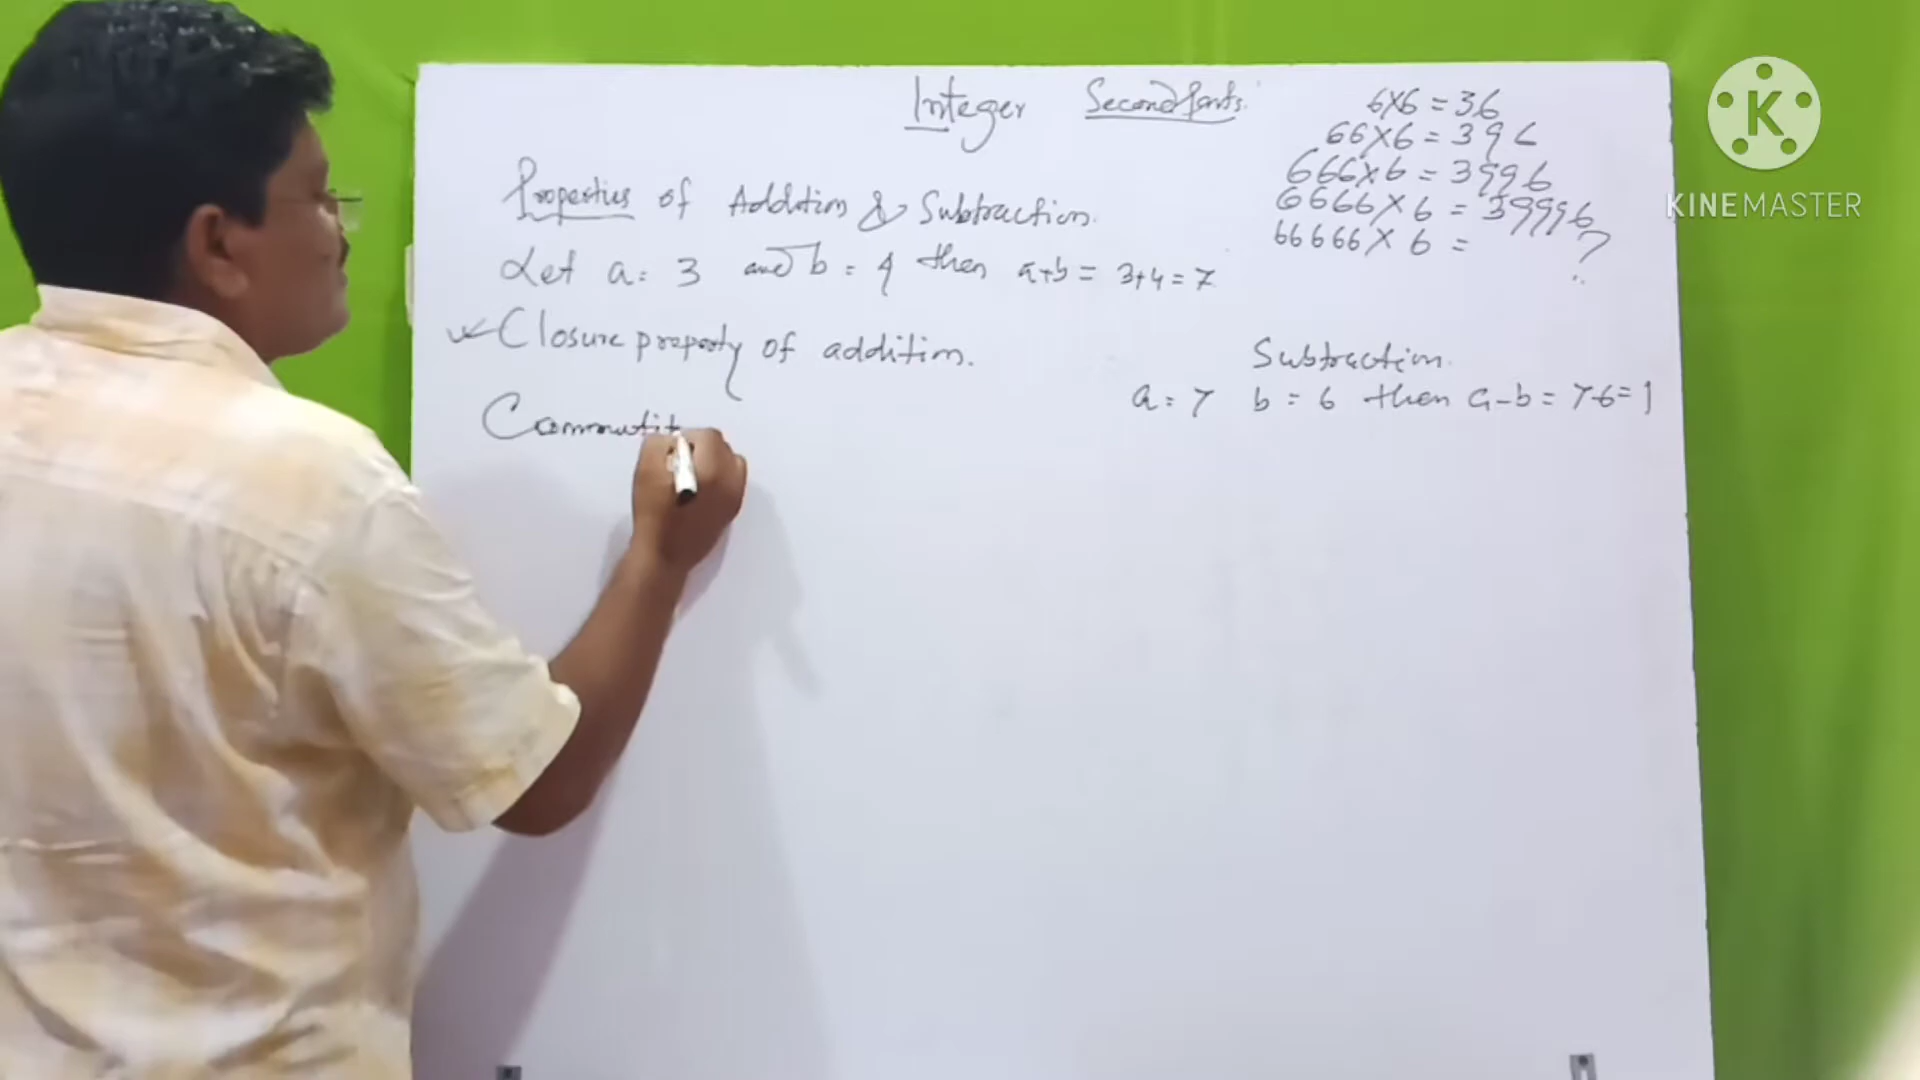 Integer Second Parts.
6×6 = 36
66×6 = 396
666×6 = 3996
6666×6 = 39996
66666×6 = ?
Properties of Addition & Subtraction.
Let a = 3 and b = 4 then a+b = 3+4=7
Closure property of addition.
Subtraction.
a = 7 b = 6 then a-b = 7-6=1
Commutit
K
KINEMASTER